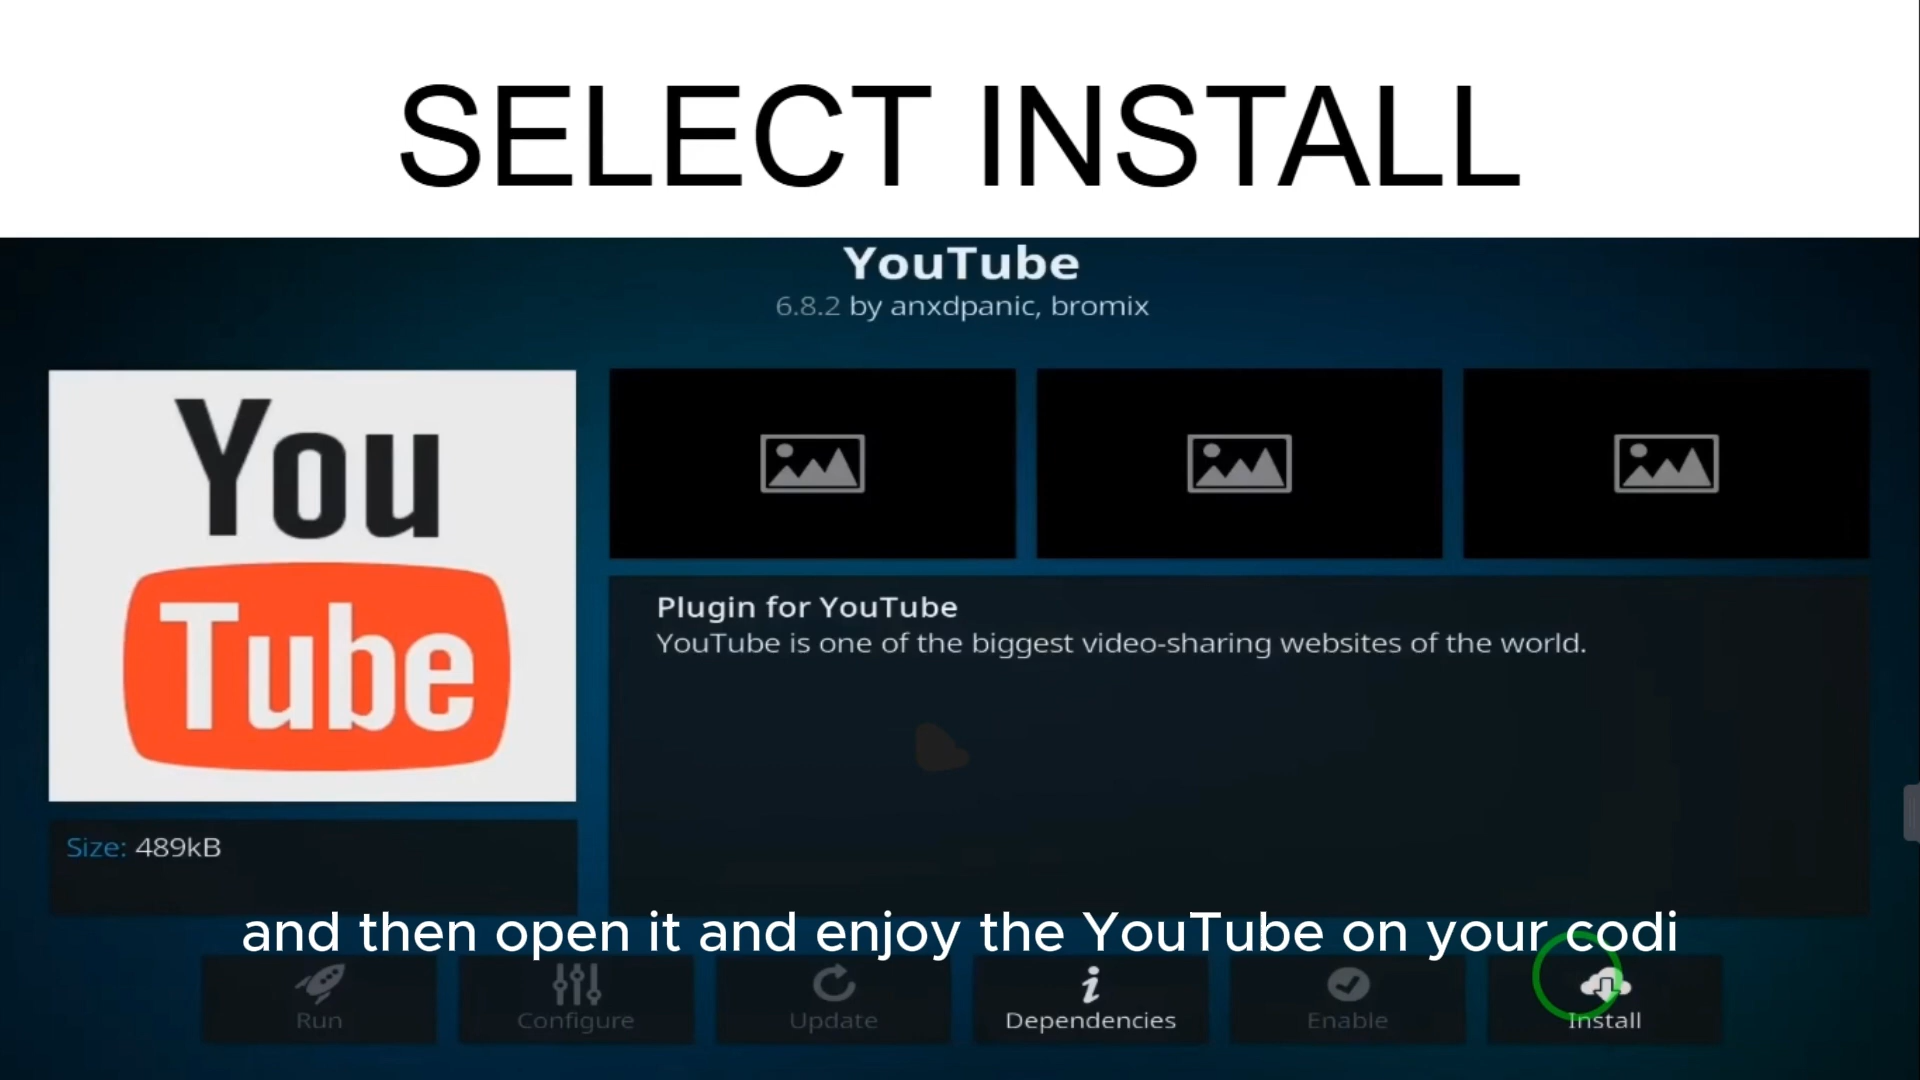 SELECT INSTALL
YouTube
6.8.2 by anxdpanic, bromix
You
Tube
Plugin for YouTube
YouTube is one of the biggest video-sharing websites of the world.
Size: 489kB
and then open it and enjoy the YouTube on your codi
Run
Configure
Update
Dependencies
Enable
Install